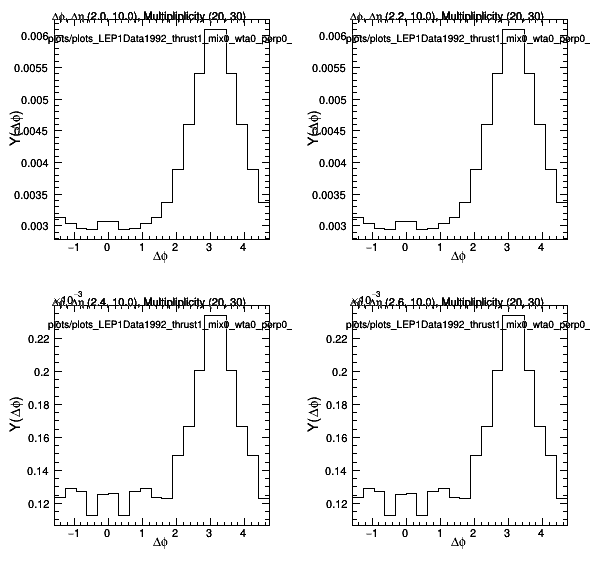 Δϕ, Δη (2.0, 10.0), Multipliplicity (20, 30)
plots/plots_LEP1Data1992_thrust1_mix0_wta0_perp0_
Y(Δϕ)
0.006
0.0055
0.005
0.0045
0.004
0.0035
0.003
−1 0 1 2 3 4
Δϕ
Δϕ, Δη (2.2, 10.0), Multipliplicity (20, 30)
plots/plots_LEP1Data1992_thrust1_mix0_wta0_perp0_
Y(Δϕ)
0.006
0.0055
0.005
0.0045
0.004
0.0035
0.003
−1 0 1 2 3 4
Δϕ
×10⁻³
Δϕ, Δη (2.4, 10.0), Multipliplicity (20, 30)
plots/plots_LEP1Data1992_thrust1_mix0_wta0_perp0_
Y(Δϕ)
0.22
0.2
0.18
0.16
0.14
0.12
−1 0 1 2 3 4
Δϕ
×10⁻³
Δϕ, Δη (2.6, 10.0), Multipliplicity (20, 30)
plots/plots_LEP1Data1992_thrust1_mix0_wta0_perp0_
Y(Δϕ)
0.22
0.2
0.18
0.16
0.14
0.12
−1 0 1 2 3 4
Δϕ